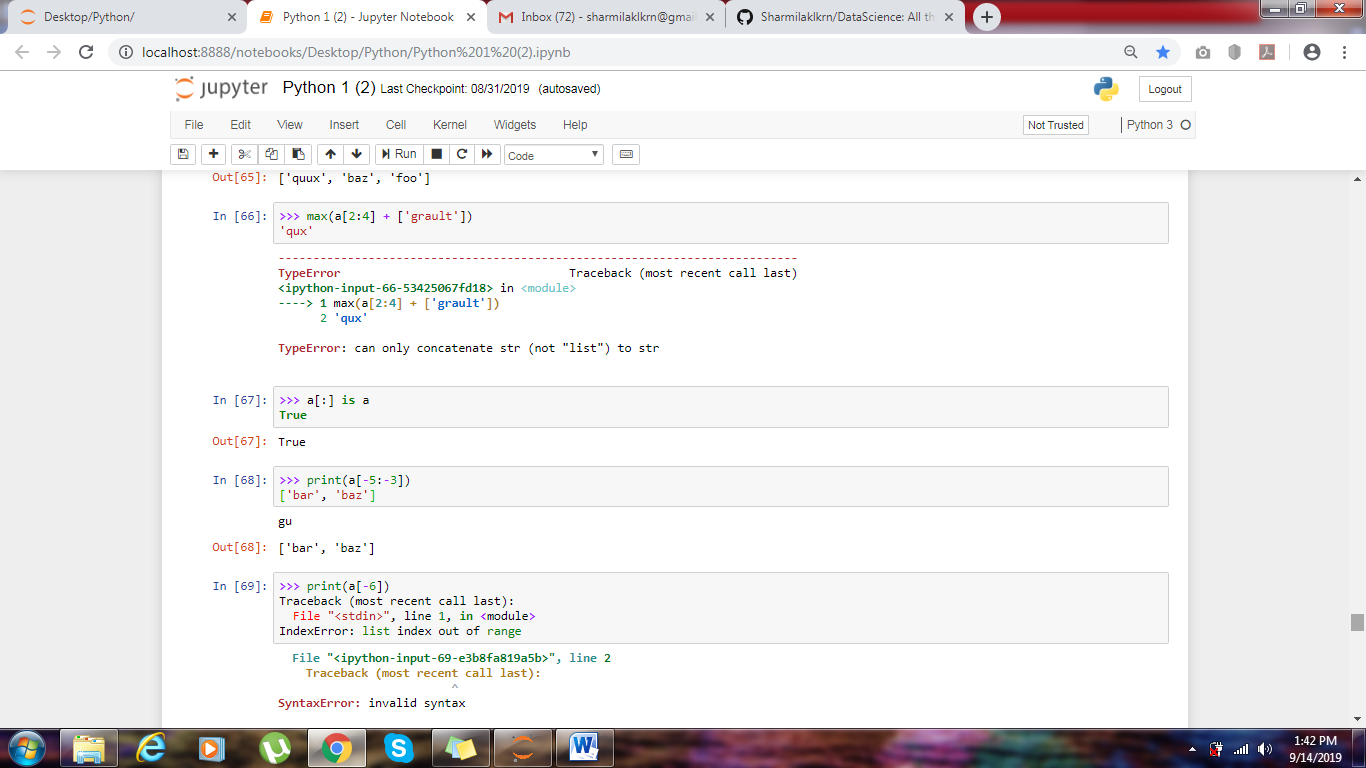 Desktop/Python/
Python 1 (2) - Jupyter Notebook
Inbox (72) - sharmilaklkrn@gmai
Sharmilaklkrn/DataScience: All th
localhost:8888/notebooks/Desktop/Python/Python%201%20(2).ipynb
jupyter Python 1 (2) Last Checkpoint: 08/31/2019 (autosaved)
Logout
File Edit View Insert Cell Kernel Widgets Help
Not Trusted
Python 3
Run
Code
Out[65]: ['quux', 'baz', 'foo']
In [66]: >>> max(a[2:4] + ['grault'])
'qux'
---------------------------------------------------------------------------
TypeError Traceback (most recent call last)
<ipython-input-66-53425067fd18> in <module>
----> 1 max(a[2:4] + ['grault'])
2 'qux'
TypeError: can only concatenate str (not "list") to str
In [67]: >>> a[:] is a
True
Out[67]: True
In [68]: >>> print(a[-5:-3])
['bar', 'baz']
gu
Out[68]: ['bar', 'baz']
In [69]: >>> print(a[-6])
Traceback (most recent call last):
File "<stdin>", line 1, in <module>
IndexError: list index out of range
File "<ipython-input-69-e3b8fa819a5b>", line 2
Traceback (most recent call last):
^
SyntaxError: invalid syntax
1:42 PM
9/14/2019